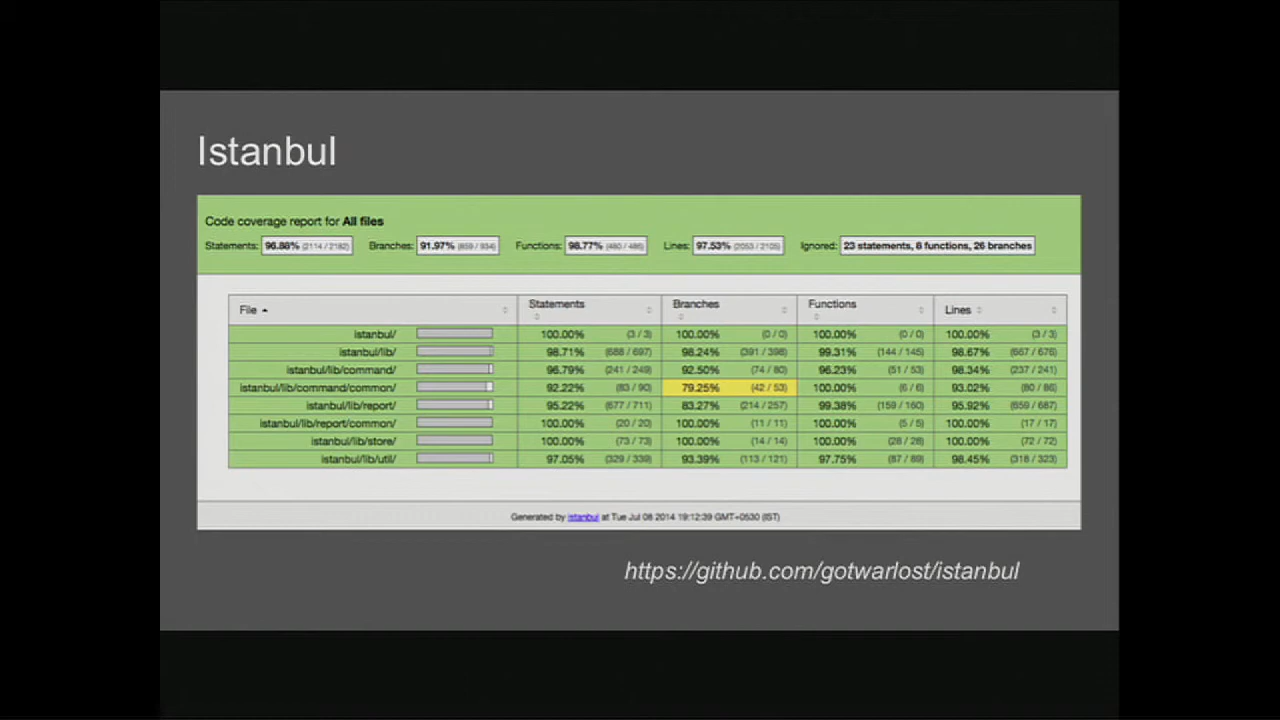 Istanbul
Code coverage report for All files
Statements: 96.88% (2114 / 2182) Branches: 91.97% (859 / 934) Functions: 98.77% (480 / 486) Lines: 97.53% (2053 / 2105) Ignored: 23 statements, 8 functions, 26 branches
File Statements Branches Functions Lines
istanbul/ 100.00% (3 / 3) 100.00% (0 / 0) 100.00% (0 / 0) 100.00% (3 / 3)
istanbul/lib/ 98.71% (688 / 697) 98.24% (391 / 398) 99.31% (144 / 145) 98.67% (667 / 676)
istanbul/lib/command/ 96.79% (241 / 249) 92.50% (74 / 80) 96.23% (51 / 53) 98.34% (237 / 241)
istanbul/lib/command/common/ 92.22% (83 / 90) 79.25% (42 / 53) 100.00% (6 / 6) 93.02% (80 / 86)
istanbul/lib/report/ 95.22% (677 / 711) 83.27% (214 / 257) 99.38% (159 / 160) 95.92% (659 / 687)
istanbul/lib/report/common/ 100.00% (20 / 20) 100.00% (11 / 11) 100.00% (5 / 5) 100.00% (17 / 17)
istanbul/lib/store/ 100.00% (73 / 73) 100.00% (14 / 14) 100.00% (28 / 28) 100.00% (72 / 72)
istanbul/lib/util/ 97.05% (329 / 339) 93.39% (113 / 121) 97.75% (87 / 89) 98.45% (318 / 323)
Generated by istanbul at Tue Jul 08 2014 19:12:39 GMT+0530 (IST)
https://github.com/gotwarlost/istanbul